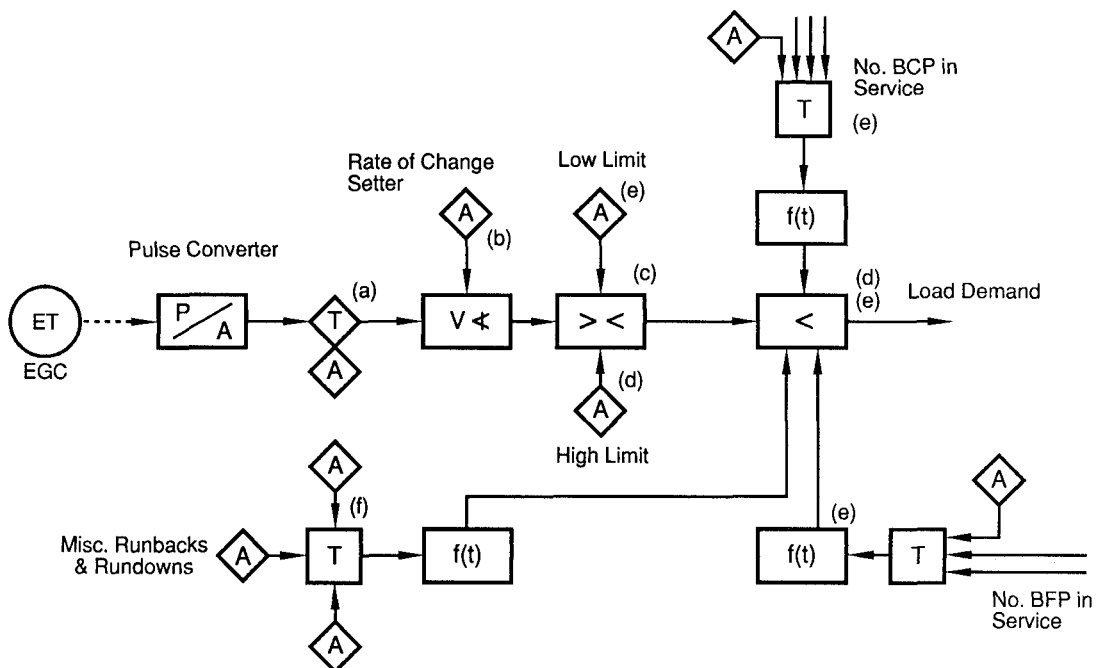 A
No. BCP in
Service
T
(e)
Rate of Change
Setter
Low Limit
A
(e)
A
(b)
f(t)
Pulse Converter
(a)
(c)
(d)
(e)
Load Demand
ET
P
A
T
V ∢
> <
<
EGC
A
(d)
A
High Limit
A
A
(f)
(e)
Misc. Runbacks
& Rundowns
A
T
f(t)
f(t)
T
No. BFP in
Service
A